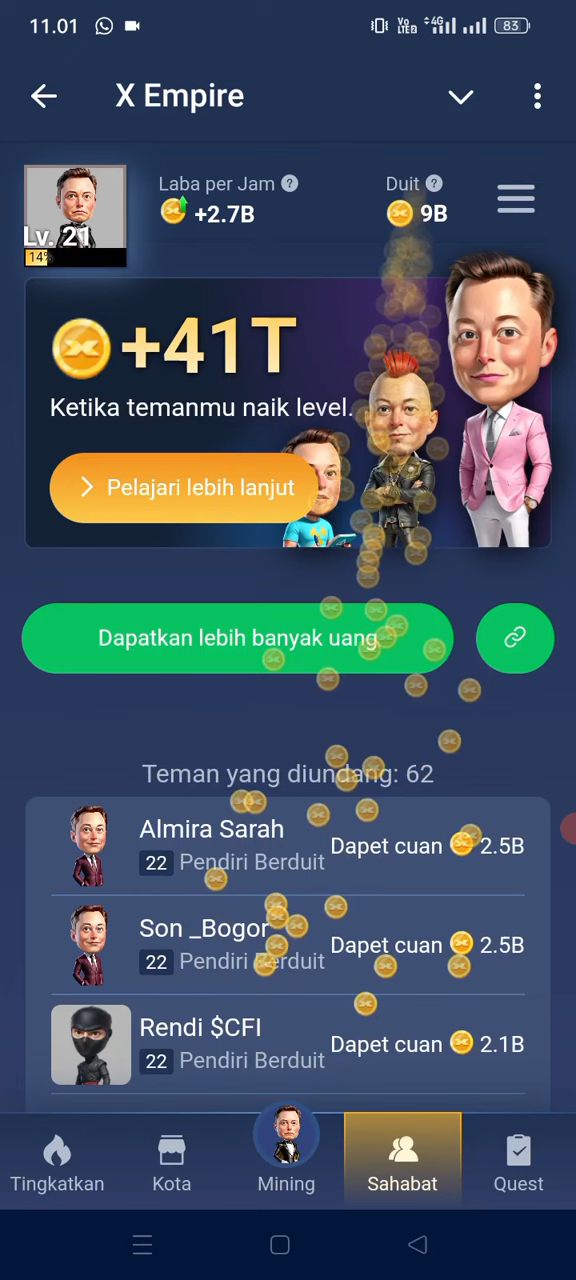 11.01
Vo
LTE2
4G
83
X Empire
Laba per Jam ?
+2.7B
Duit ?
9B
Lv. 21
14%
+41T
Ketika temanmu naik level.
Pelajari lebih lanjut
Dapatkan lebih banyak uang
Teman yang diundang: 62
Almira Sarah
22 Pendiri Berduit
Dapet cuan 2.5B
Son _Bogor
22 Pendiri Berduit
Dapet cuan 2.5B
Rendi $CFI
22 Pendiri Berduit
Dapet cuan 2.1B
Tingkatkan
Kota
Mining
Sahabat
Quest